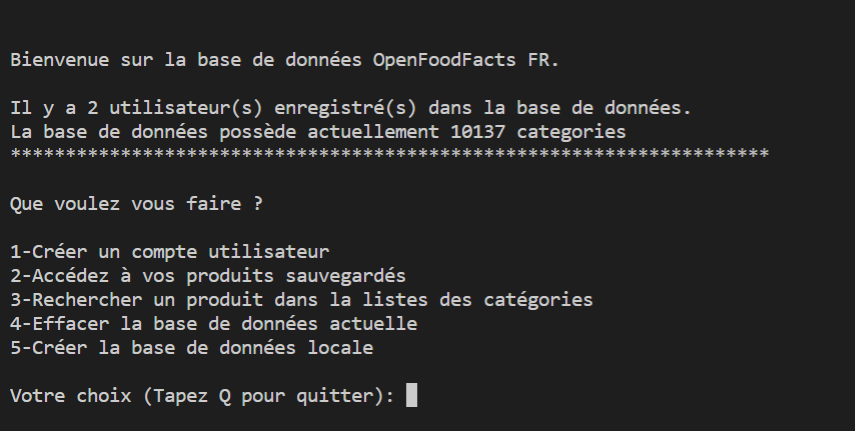 Bienvenue sur la base de données OpenFoodFacts FR.
Il y a 2 utilisateur(s) enregistré(s) dans la base de données.
La base de données possède actuellement 10137 categories
*********************************************************************
Que voulez vous faire ?
1-Créer un compte utilisateur
2-Accédez à vos produits sauvegardés
3-Rechercher un produit dans la listes des catégories
4-Effacer la base de données actuelle
5-Créer la base de données locale
Votre choix (Tapez Q pour quitter):